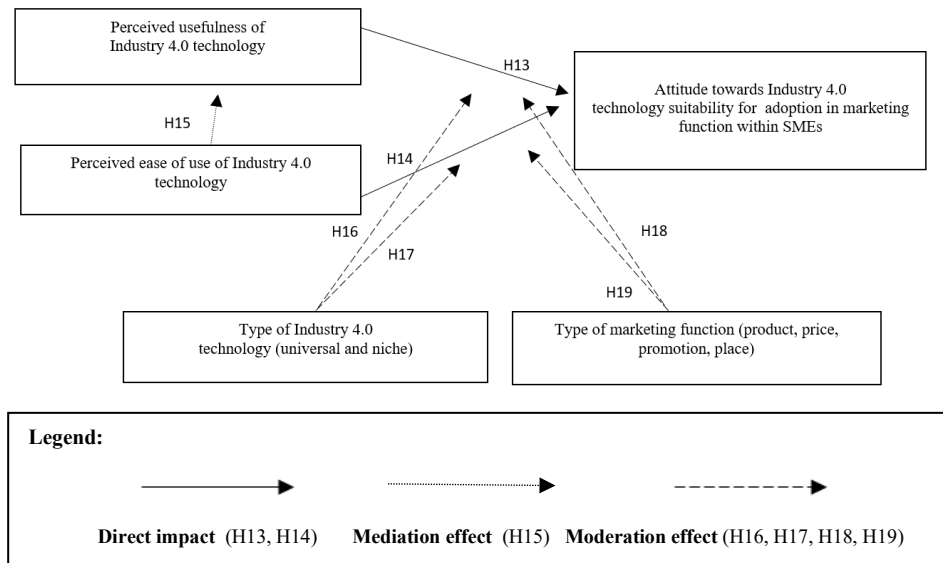 Perceived usefulness of
Industry 4.0 technology
H13
Attitude towards Industry 4.0
technology suitability for adoption in marketing
function within SMEs
H15
Perceived ease of use of Industry 4.0
technology
H14
H16
H17
H18
H19
Type of Industry 4.0
technology (universal and niche)
Type of marketing function (product, price,
promotion, place)
Legend:
Direct impact (H13, H14)
Mediation effect (H15)
Moderation effect (H16, H17, H18, H19)